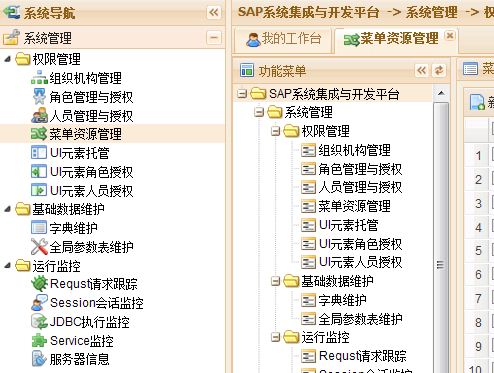 系统导航
系统管理
权限管理
组织机构管理
角色管理与授权
人员管理与授权
菜单资源管理
UI元素托管
UI元素角色授权
UI元素人员授权
基础数据维护
字典维护
全局参数表维护
运行监控
Requst请求跟踪
Session会话监控
JDBC执行监控
Service监控
服务器信息
SAP系统集成与开发平台 -> 系统管理 ->
我的工作台
菜单资源管理
功能菜单
SAP系统集成与开发平台
系统管理
权限管理
组织机构管理
角色管理与授权
人员管理与授权
菜单资源管理
UI元素托管
UI元素角色授权
UI元素人员授权
基础数据维护
字典维护
全局参数表维护
运行监控
Requst请求跟踪
Session会话监控
1
2
3
4
5
6
7
8
9
10